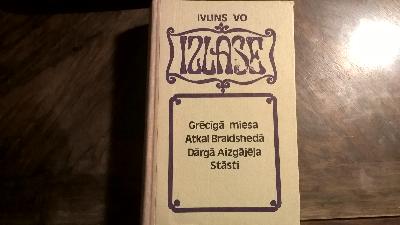 IVLINS VO
IZLASE
Grēcīgā miesa
Atkal Braidshedā
Dārgā Aizgājēja
Stāsti